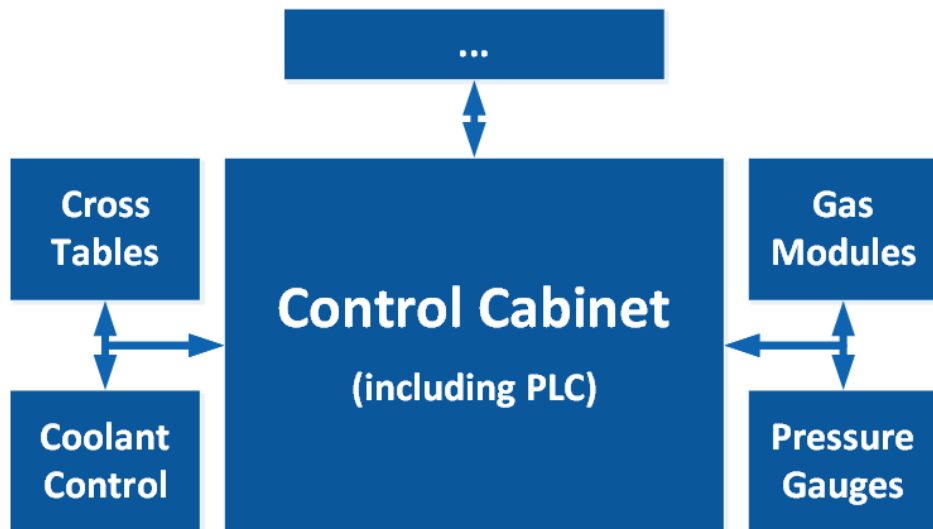 ...
Cross
Tables
Gas
Modules
Control Cabinet
(including PLC)
Coolant
Control
Pressure
Gauges